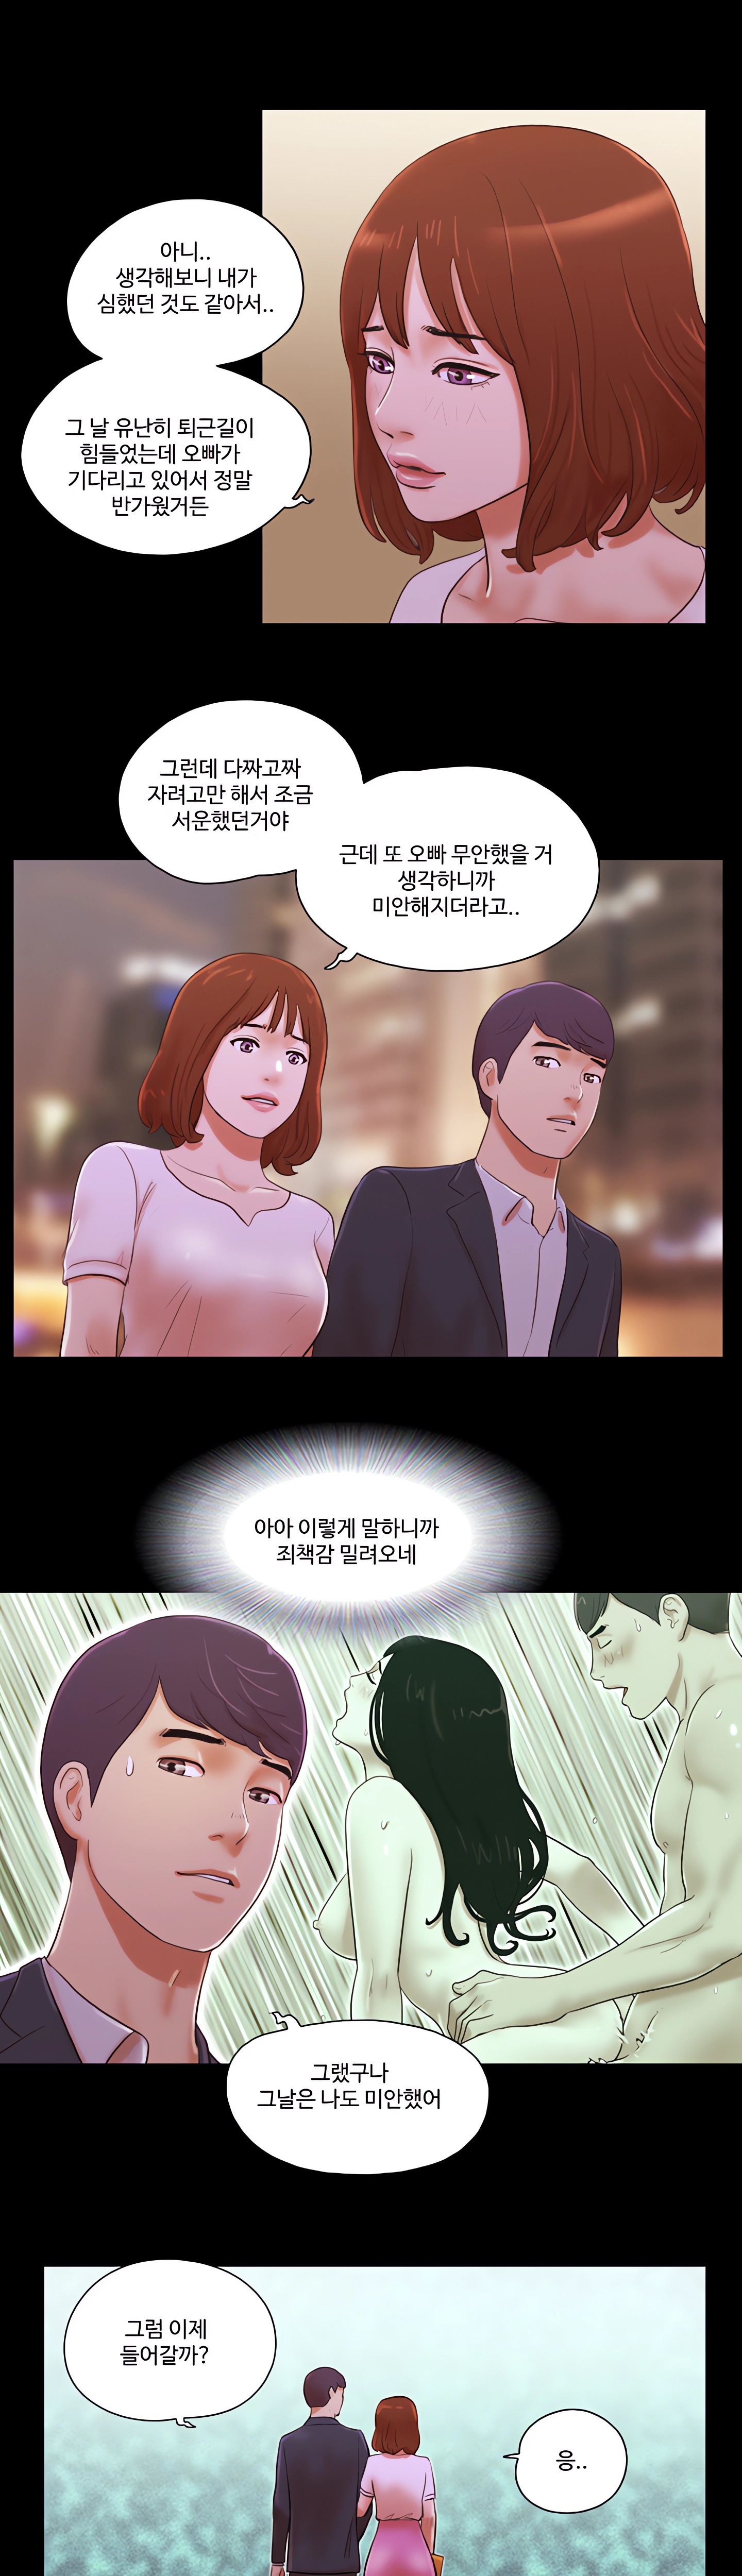 아니..
생각해보니 내가
심했던 것도 같아서..
그 날 유난히 퇴근길이
힘들었는데 오빠가
기다리고 있어서 정말
반가웠거든
그런데 다짜고짜
자려고만 해서 조금
서운했던거야
근데 또 오빠 무안했을 거
생각하니까
미안해지더라고..
아아 이렇게 말하니까
죄책감 밀려오네
그랬구나
그날은 나도 미안했어
그럼 이제
들어갈까?
응..